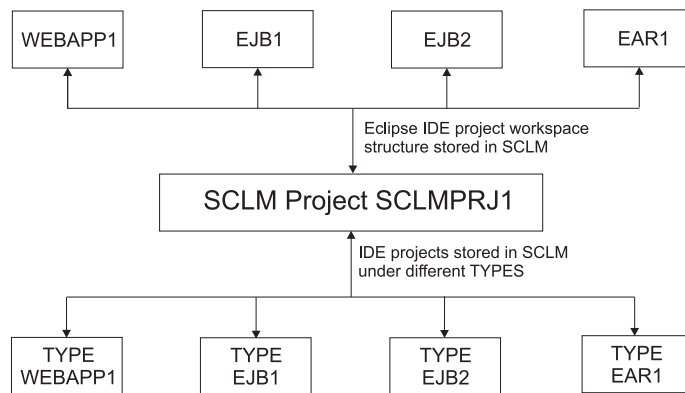 WEBAPP1
EJB1
EJB2
EAR1
Eclipse IDE project workspace
structure stored in SCLM
SCLM Project SCLMPRJ1
IDE projects stored in SCLM
under different TYPES
TYPE
WEBAPP1
TYPE
EJB1
TYPE
EJB2
TYPE
EAR1